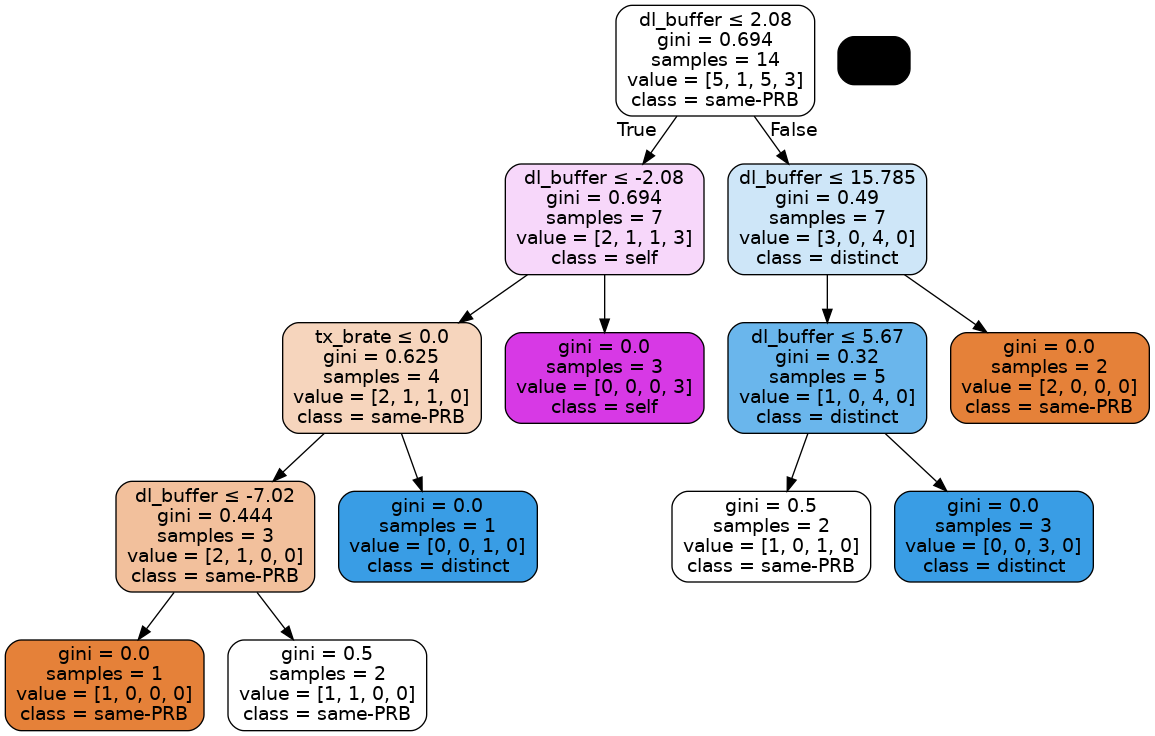 dl_buffer ≤ 2.08
gini = 0.694
samples = 14
value = [5, 1, 5, 3]
class = same-PRB
True
False
dl_buffer ≤ -2.08
gini = 0.694
samples = 7
value = [2, 1, 1, 3]
class = self
dl_buffer ≤ 15.785
gini = 0.49
samples = 7
value = [3, 0, 4, 0]
class = distinct
tx_brate ≤ 0.0
gini = 0.625
samples = 4
value = [2, 1, 1, 0]
class = same-PRB
gini = 0.0
samples = 3
value = [0, 0, 0, 3]
class = self
dl_buffer ≤ 5.67
gini = 0.32
samples = 5
value = [1, 0, 4, 0]
class = distinct
gini = 0.0
samples = 2
value = [2, 0, 0, 0]
class = same-PRB
dl_buffer ≤ -7.02
gini = 0.444
samples = 3
value = [2, 1, 0, 0]
class = same-PRB
gini = 0.0
samples = 1
value = [0, 0, 1, 0]
class = distinct
gini = 0.5
samples = 2
value = [1, 0, 1, 0]
class = same-PRB
gini = 0.0
samples = 3
value = [0, 0, 3, 0]
class = distinct
gini = 0.0
samples = 1
value = [1, 0, 0, 0]
class = same-PRB
gini = 0.5
samples = 2
value = [1, 1, 0, 0]
class = same-PRB